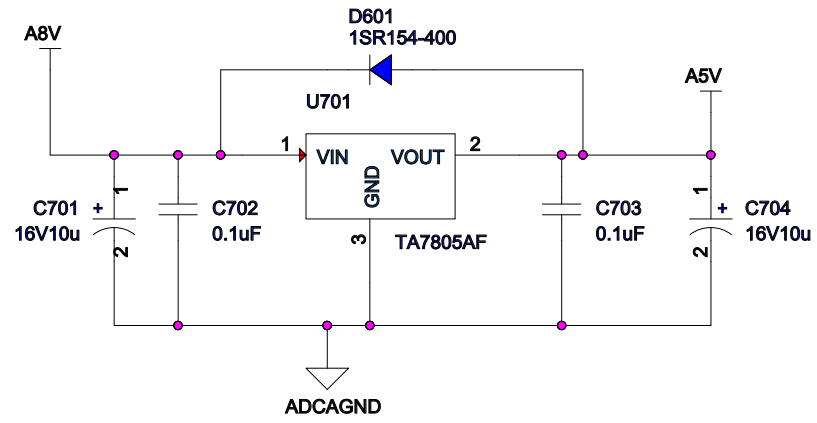 D601
1SR154-400
A8V
A5V
U701
1
VIN
VOUT
2
GND
1
C701
+
16V10u
2
C702
0.1uF
3
TA7805AF
C703
0.1uF
1
+
C704
16V10u
2
ADCAGND